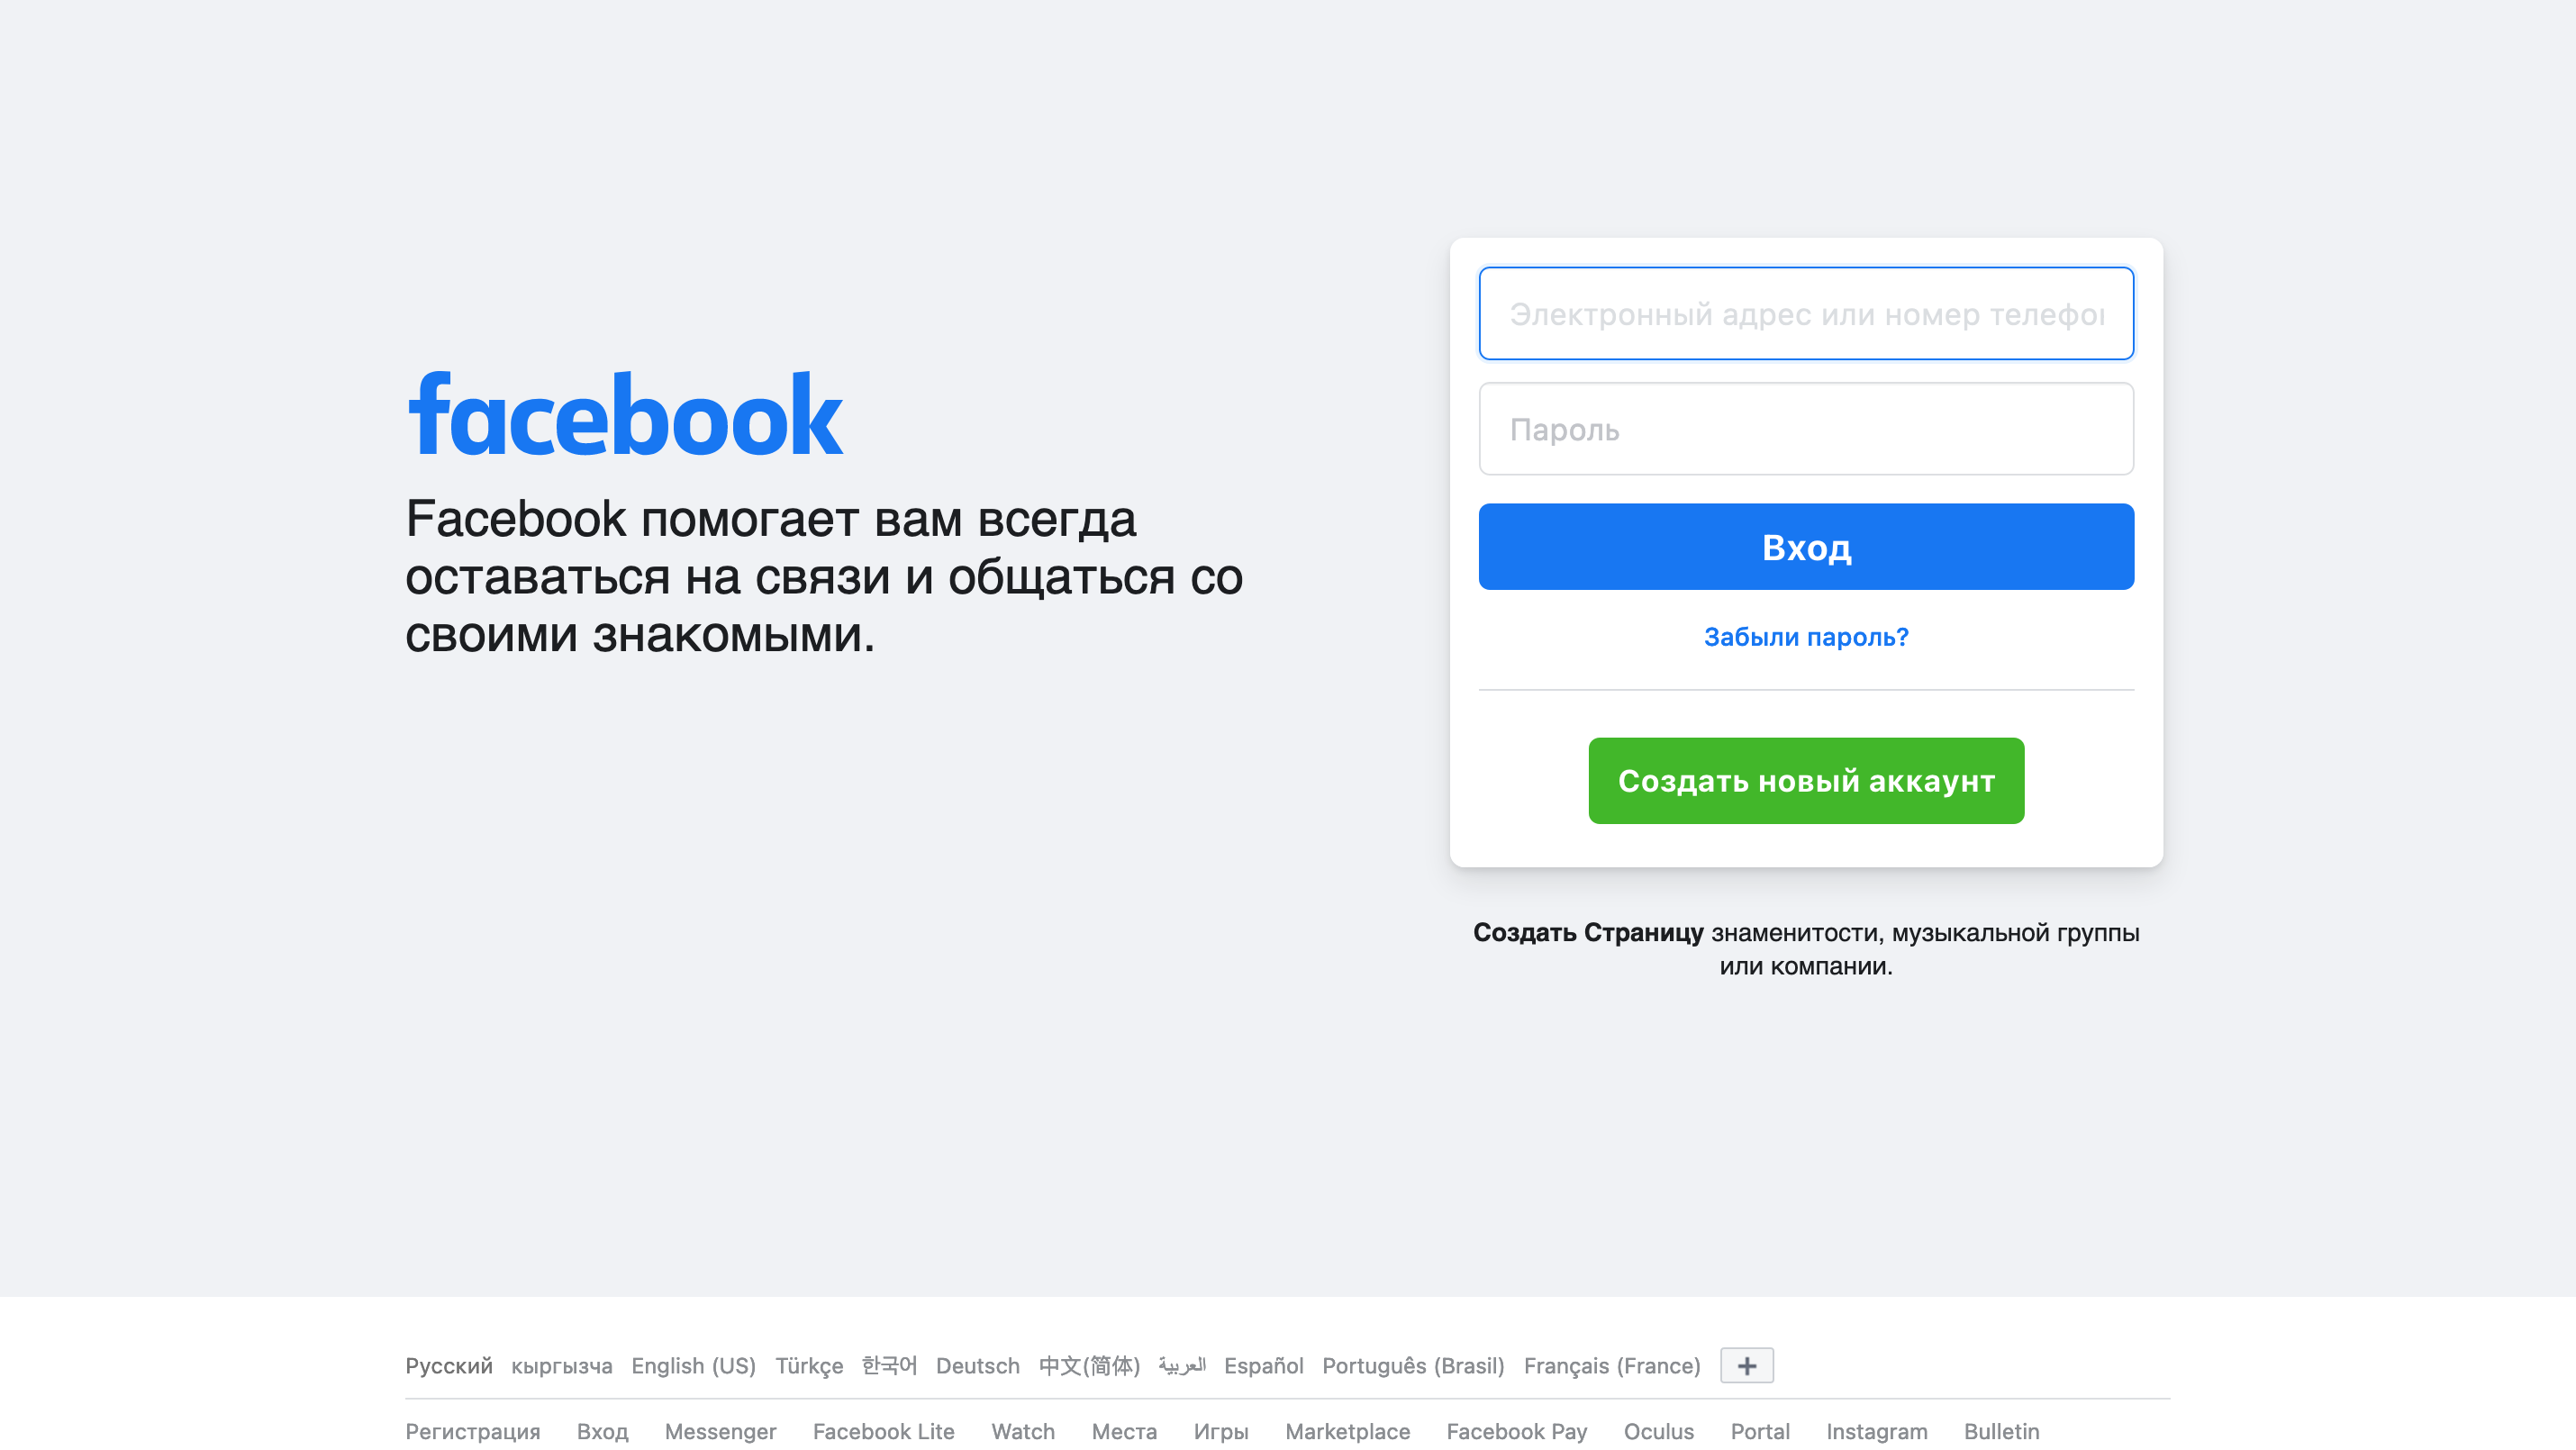 facebook
Facebook помогает вам всегда
оставаться на связи и общаться со
своими знакомыми.
Электронный адрес или номер
Пароль
Вход
Забыли пароль?
Создать новый аккаунт
Создать Страницу знаменитости, музыкальной группы
или компании.
Русский кыргызча English (US) Türkçe 한국어 Deutsch 中文(简体) العربية Español Português (Brasil) Français (France) +
Регистрация Вход Messenger Facebook Lite Watch Места Игры Marketplace Facebook Pay Oculus Portal Instagram Bulletin